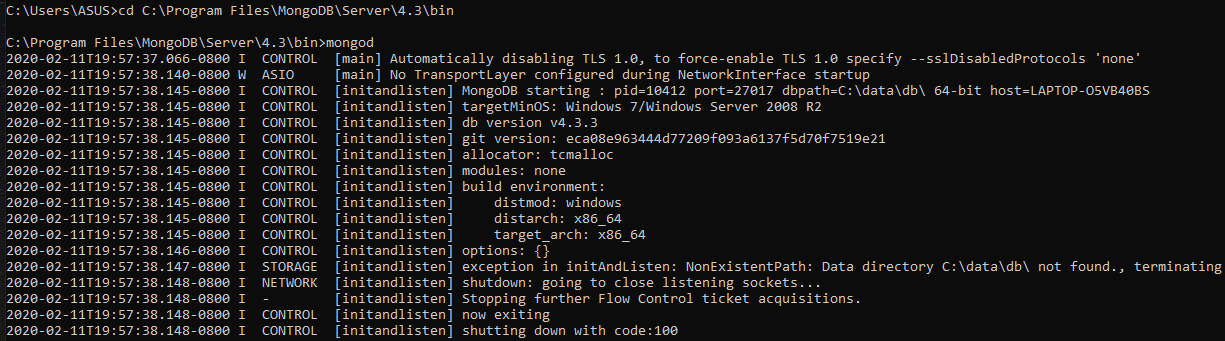 C:\Users\ASUS>cd C:\Program Files\MongoDB\Server\4.3\bin
C:\Program Files\MongoDB\Server\4.3\bin>mongod
2020-02-11T19:57:37.066-0800 I  CONTROL  [main] Automatically disabling TLS 1.0, to force-enable TLS 1.0 specify --sslDisabledProtocols 'none'
2020-02-11T19:57:38.140-0800 W  ASIO     [main] No TransportLayer configured during NetworkInterface startup
2020-02-11T19:57:38.145-0800 I  CONTROL  [initandlisten] MongoDB starting : pid=10412 port=27017 dbpath=C:\data\db\ 64-bit host=LAPTOP-O5VB40BS
2020-02-11T19:57:38.145-0800 I  CONTROL  [initandlisten] targetMinOS: Windows 7/Windows Server 2008 R2
2020-02-11T19:57:38.145-0800 I  CONTROL  [initandlisten] db version v4.3.3
2020-02-11T19:57:38.145-0800 I  CONTROL  [initandlisten] git version: eca08e963444d77209f093a6137f5d70f7519e21
2020-02-11T19:57:38.145-0800 I  CONTROL  [initandlisten] allocator: tcmalloc
2020-02-11T19:57:38.145-0800 I  CONTROL  [initandlisten] modules: none
2020-02-11T19:57:38.145-0800 I  CONTROL  [initandlisten] build environment:
2020-02-11T19:57:38.145-0800 I  CONTROL  [initandlisten]     distmod: windows
2020-02-11T19:57:38.145-0800 I  CONTROL  [initandlisten]     distarch: x86_64
2020-02-11T19:57:38.145-0800 I  CONTROL  [initandlisten]     target_arch: x86_64
2020-02-11T19:57:38.146-0800 I  CONTROL  [initandlisten] options: {}
2020-02-11T19:57:38.147-0800 I  STORAGE  [initandlisten] exception in initAndListen: NonExistentPath: Data directory C:\data\db\ not found., terminating
2020-02-11T19:57:38.148-0800 I  NETWORK  [initandlisten] shutdown: going to close listening sockets...
2020-02-11T19:57:38.148-0800 I  -        [initandlisten] Stopping further Flow Control ticket acquisitions.
2020-02-11T19:57:38.148-0800 I  CONTROL  [initandlisten] now exiting
2020-02-11T19:57:38.148-0800 I  CONTROL  [initandlisten] shutting down with code:100